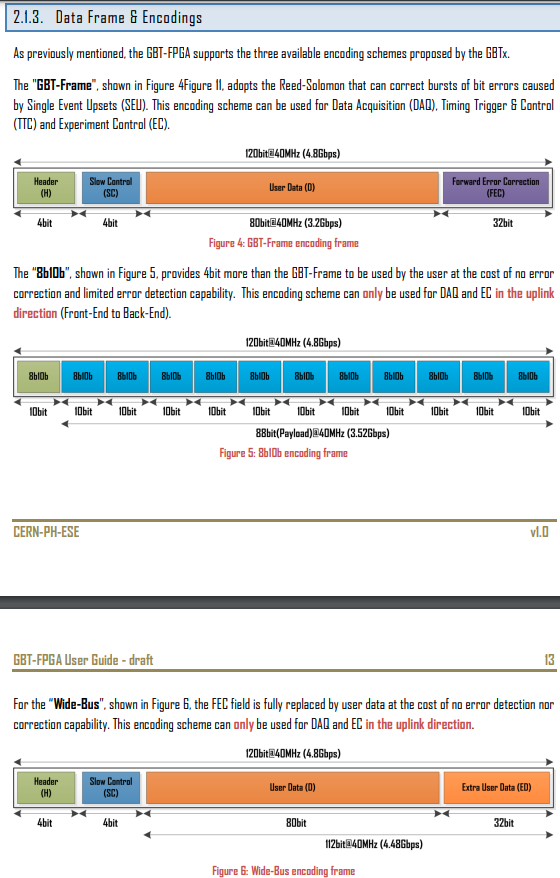 2.1.3. Data Frame & Encodings
As previously mentioned, the GBT-FPGA supports the three available encoding schemes proposed by the GBTx.
The "GBT-Frame", shown in Figure 4Figure 11, adopts the Reed-Solomon that can correct bursts of bit errors caused
by Single Event Upsets (SEU). This encoding scheme can be used for Data Acquisition (DAQ), Timing Trigger & Control
(TTC) and Experiment Control (EC).
120bit@40MHz (4.8Gbps)
Header (H) Slow Control (SC) User Data (D) Forward Error Correction (FEC)
4bit 4bit 80bit@40MHz (3.2Gbps) 32bit
Figure 4: GBT-Frame encoding frame
The "8b10b", shown in Figure 5, provides 4bit more than the GBT-Frame to be used by the user at the cost of no error
correction and limited error detection capability. This encoding scheme can only be used for DAQ and EC in the uplink
direction (Front-End to Back-End).
120bit@40MHz (4.8Gbps)
8b10b 8b10b 8b10b 8b10b 8b10b 8b10b 8b10b 8b10b 8b10b 8b10b 8b10b 8b10b
10bit 10bit 10bit 10bit 10bit 10bit 10bit 10bit 10bit 10bit 10bit 10bit
88bit(Payload)@40MHz (3.52Gbps)
Figure 5: 8b10b encoding frame
CERN-PH-ESE v1.0
GBT-FPGA User Guide - draft 13
For the "Wide-Bus", shown in Figure 6, the FEC field is fully replaced by user data at the cost of no error detection nor
correction capability. This encoding scheme can only be used for DAQ and EC in the uplink direction.
120bit@40MHz (4.8Gbps)
Header (H) Slow Control (SC) User Data (D) Extra User Data (ED)
4bit 4bit 80bit 32bit
112bit@40MHz (4.48Gbps)
Figure 6: Wide-Bus encoding frame